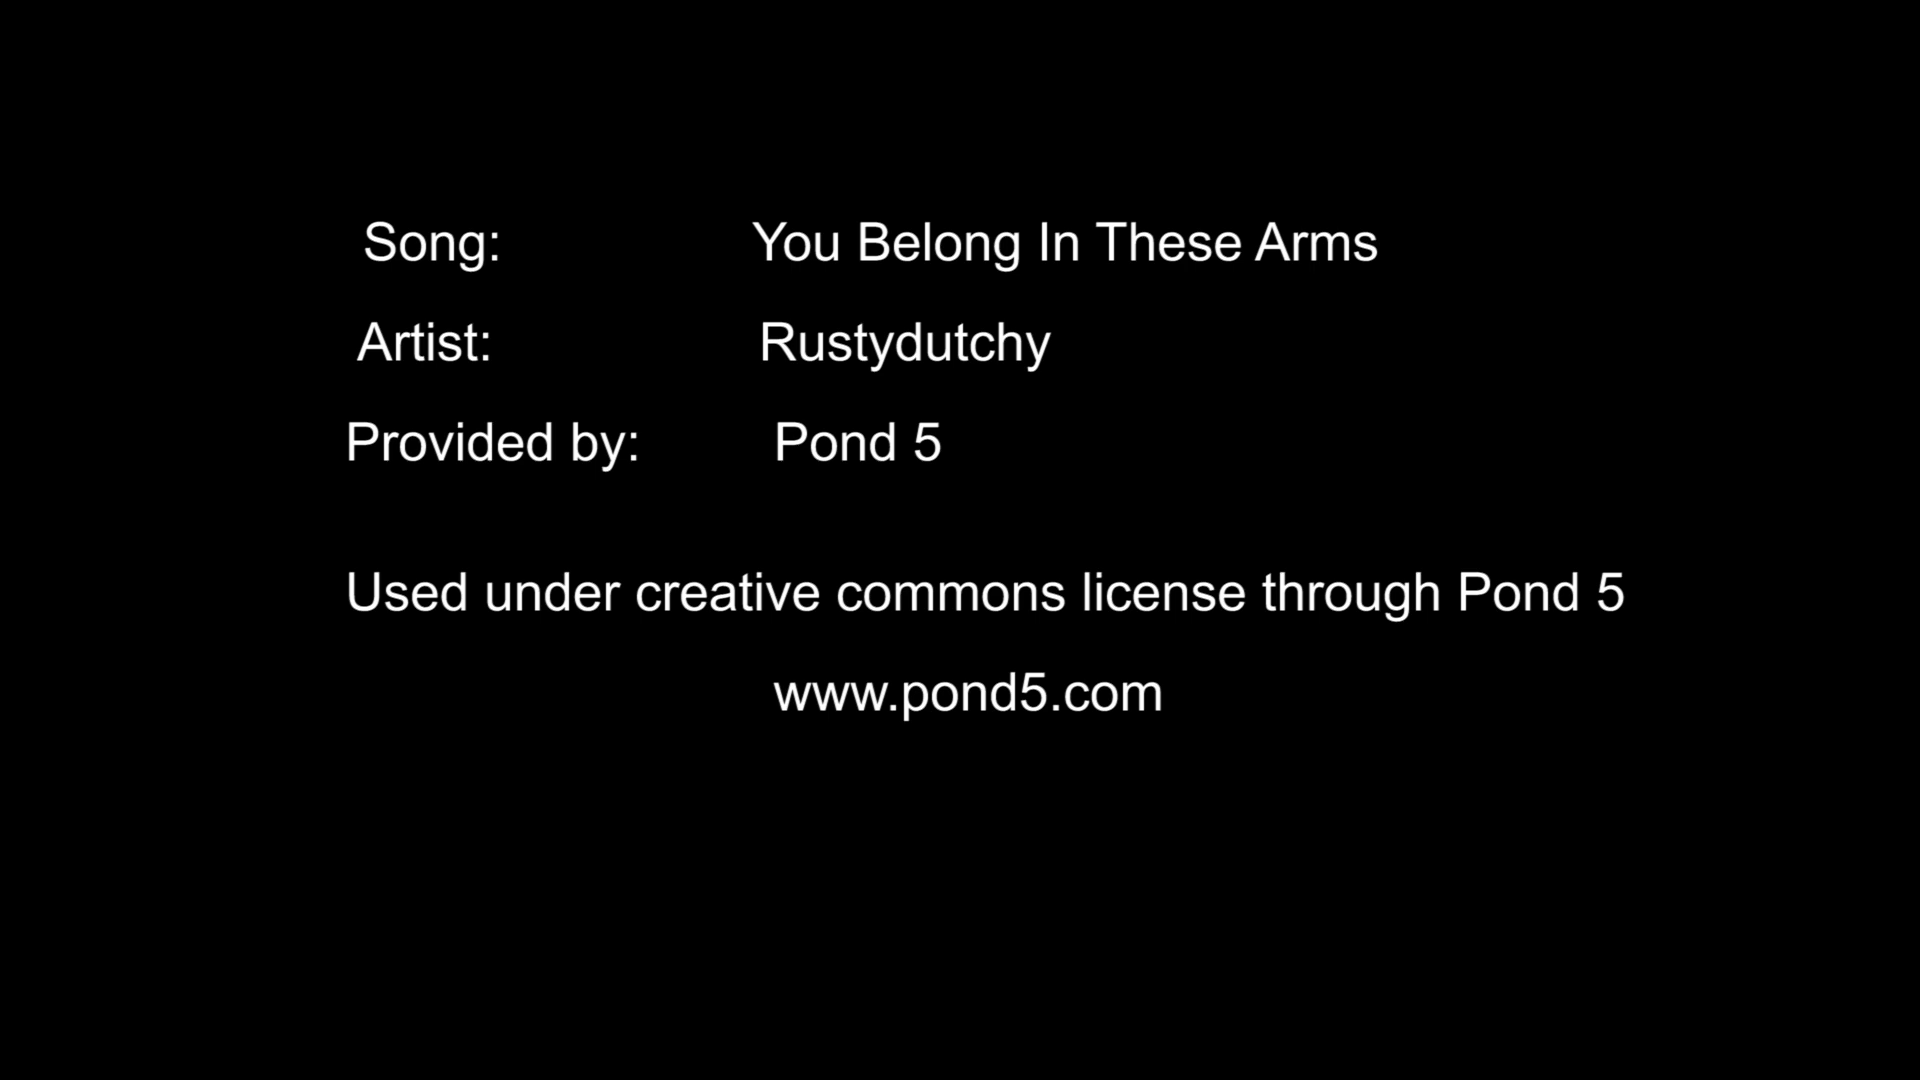 Song: You Belong In These Arms
Artist: Rustydutchy
Provided by: Pond 5
Used under creative commons license through Pond 5
www.pond5.com